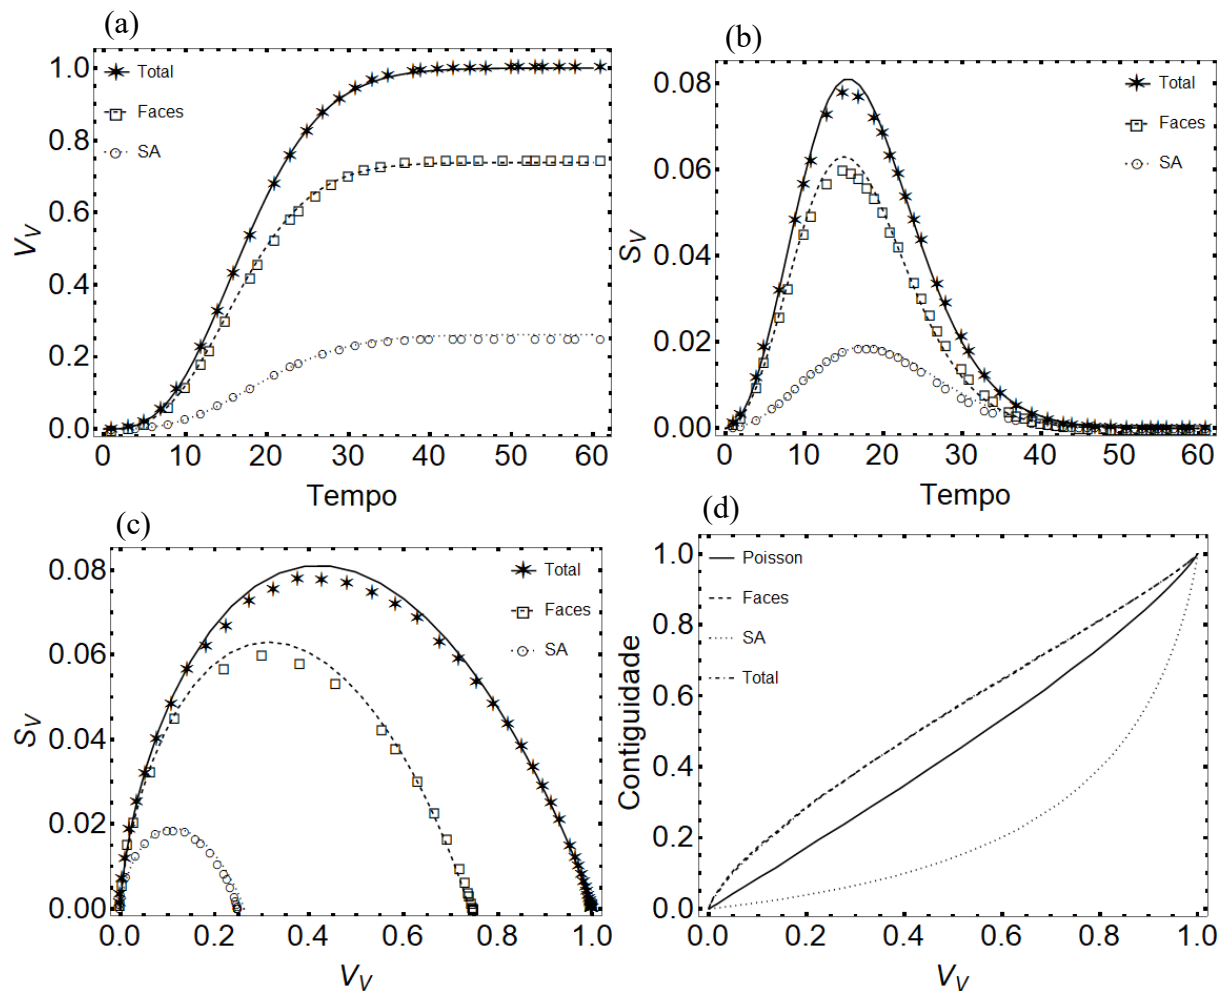 (a)
1.0
0.8
0.6
0.4
0.2
0.0
V_V
Total
Faces
SA
0 10 20 30 40 50 60
Tempo
(b)
0.08
0.06
0.04
0.02
0.00
S_V
Total
Faces
SA
0 10 20 30 40 50 60
Tempo
(c)
0.08
0.06
0.04
0.02
0.00
S_V
Total
Faces
SA
0.0 0.2 0.4 0.6 0.8 1.0
V_V
(d)
1.0
0.8
0.6
0.4
0.2
0.0
Contiguidade
Poisson
Faces
SA
Total
0.0 0.2 0.4 0.6 0.8 1.0
V_V